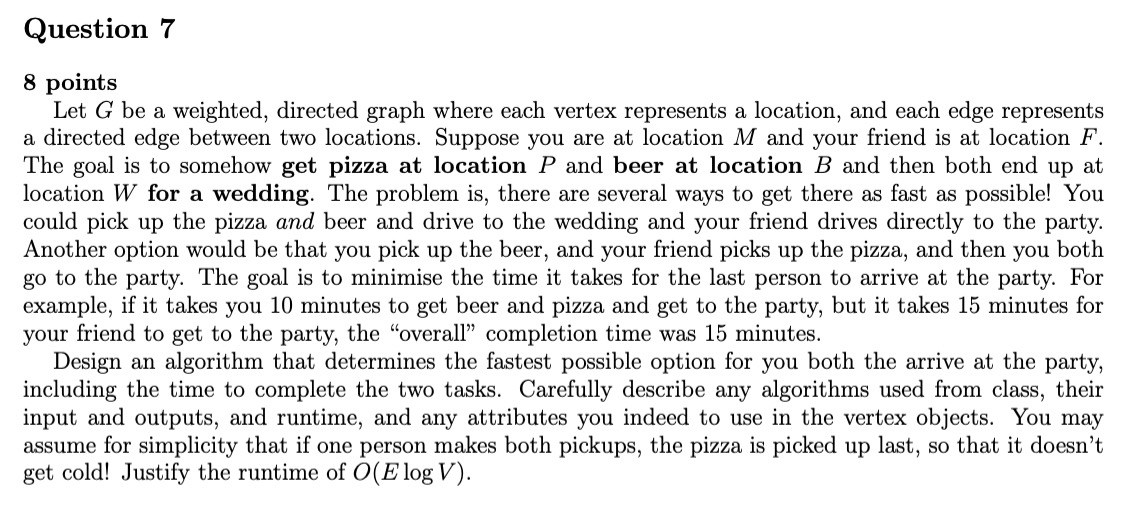 Question 7
8 points
Let G be a weighted, directed graph where each vertex represents a location, and each edge represents
a directed edge between two locations. Suppose you are at location M and your friend is at location F.
The goal is to somehow get pizza at location P and beer at location B and then both end up at
location W for a wedding. The problem is, there are several ways to get there as fast as possible! You
could pick up the pizza and beer and drive to the wedding and your friend drives directly to the party.
Another option would be that you pick up the beer, and your friend picks up the pizza, and then you both
go to the party. The goal is to minimise the time it takes for the last person to arrive at the party. For
example, if it takes you 10 minutes to get beer and pizza and get to the party, but it takes 15 minutes for
your friend to get to the party, the “overall” completion time was 15 minutes.
Design an algorithm that determines the fastest possible option for you both the arrive at the party,
including the time to complete the two tasks. Carefully describe any algorithms used from class, their
input and outputs, and runtime, and any attributes you indeed to use in the vertex objects. You may
assume for simplicity that if one person makes both pickups, the pizza is picked up last, so that it doesn’t
get cold! Justify the runtime of O(E log V).